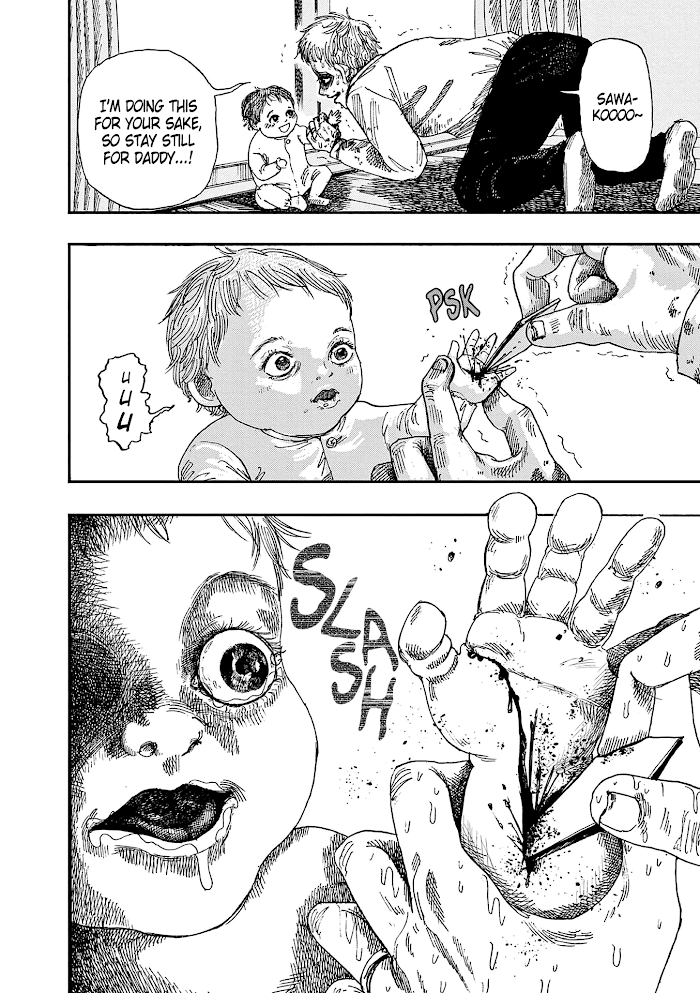 SAWA-
KOOOO~
I'M DOING THIS
FOR YOUR SAKE,
SO STAY STILL
FOR DADDY...!
PSK
UUU
SLASH